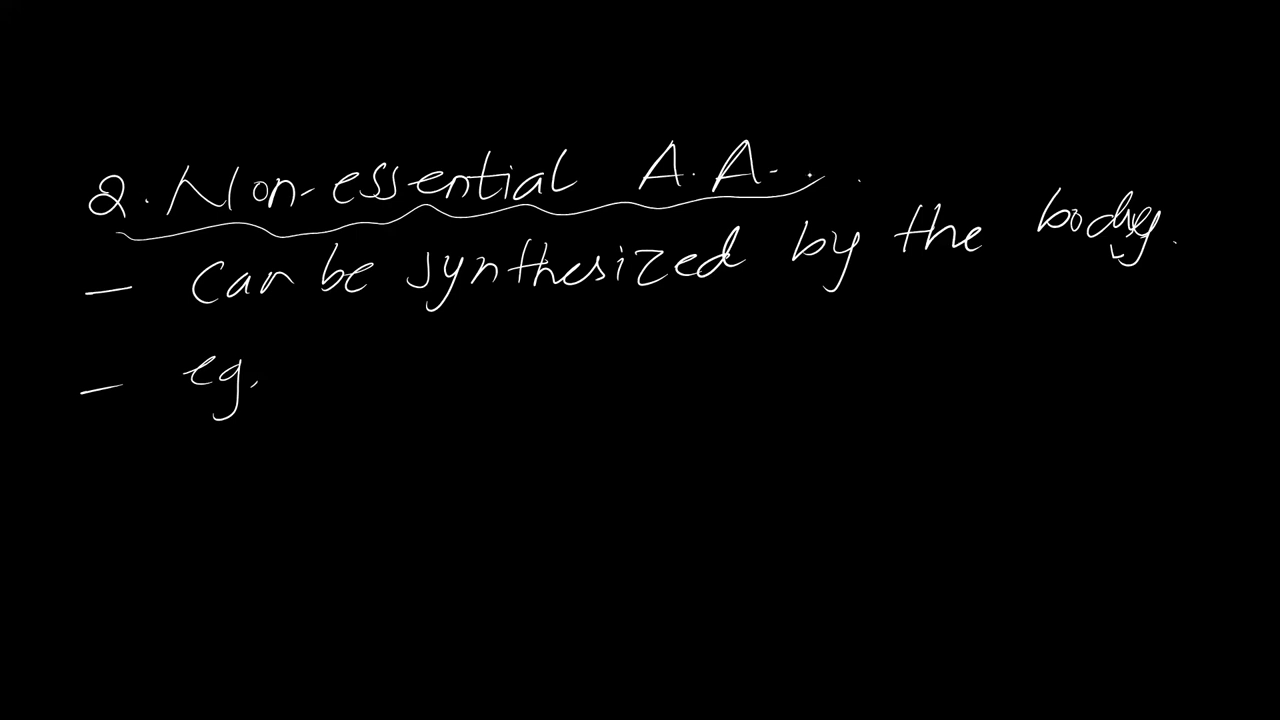 2. Non-essential A.A.
- can be synthesized by the body.
- eg.